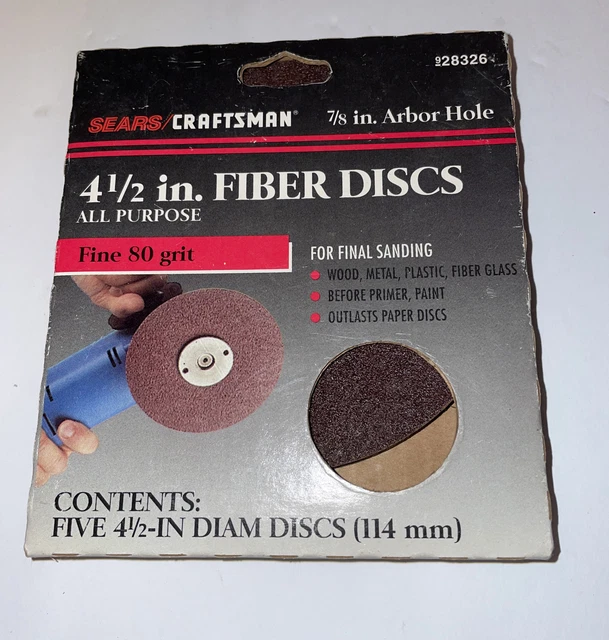 928326
SEARS/CRAFTSMAN® 7/8 in. Arbor Hole
4 1/2 in. FIBER DISCS
ALL PURPOSE
Fine 80 grit
FOR FINAL SANDING
WOOD, METAL, PLASTIC, FIBER GLASS
BEFORE PRIMER, PAINT
OUTLASTS PAPER DISCS
CONTENTS:
FIVE 4 1/2-IN DIAM DISCS (114 mm)